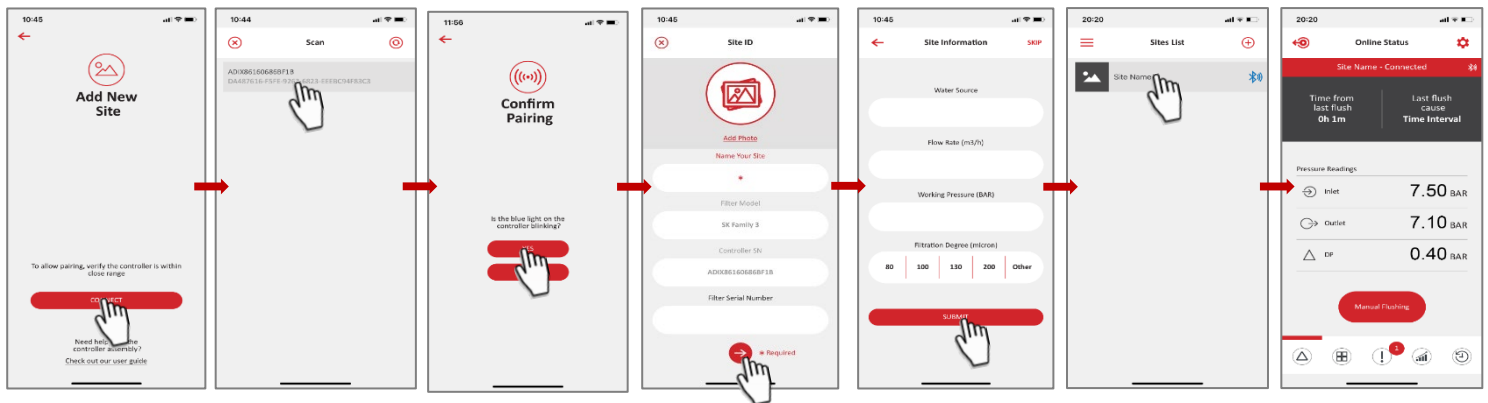 10:45
Add New
Site
To allow pairing, verify the controller is within
close range
CONNECT
Need help the
controller assembly?
Check out our user guide
10:44
Scan
ADIX86160686BF1B
11:56
Confirm
Pairing
Is the blue light on the
controller blinking?
YES
10:45
Site ID
Add Photo
Name Your Site
*
Filter Model
SK Family 3
Controller SN
ADIX86160686BF1B
Filter Serial Number
* Required
10:45
Site Information
SKIP
Water Source
Flow Rate (m3/h)
Working Pressure (BAR)
Filtration Degree (micron)
80 100 130 200 Other
SUBMIT
20:20
Sites List
Site Name
20:20
Online Status
Site Name - Connected
Time from
last flush
0h 1m
Last flush
cause
Time Interval
Pressure Readings
Inlet 7.50 BAR
Outlet 7.10 BAR
DP 0.40 BAR
Manual Flushing
1